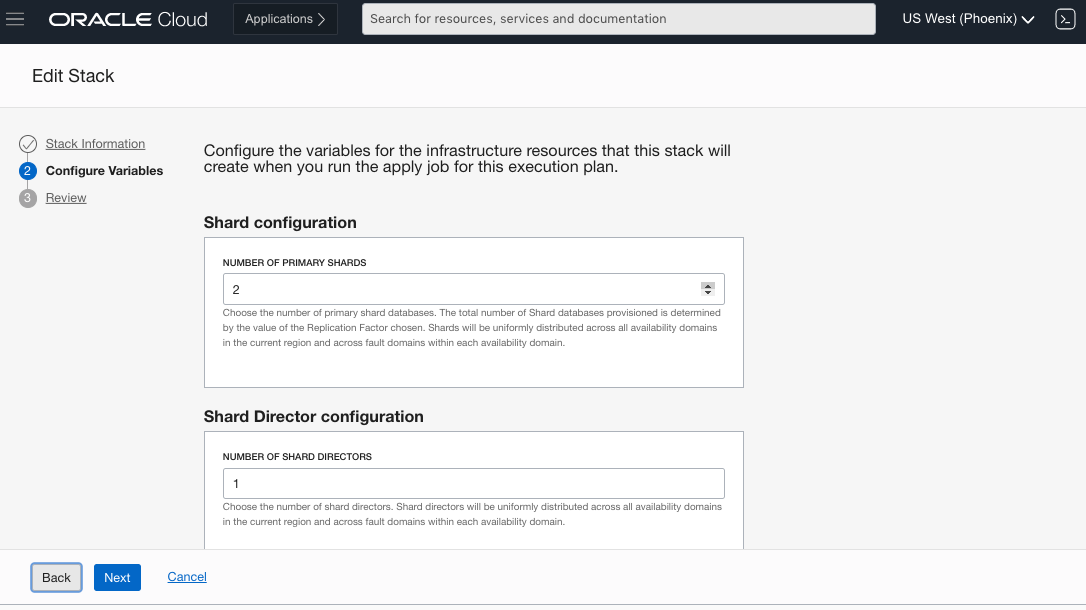 ORACLE Cloud
Applications
Search for resources, services and documentation
US West (Phoenix)
Edit Stack
Stack Information
2 Configure Variables
3 Review
Configure the variables for the infrastructure resources that this stack will
create when you run the apply job for this execution plan.
Shard configuration
NUMBER OF PRIMARY SHARDS
2
Choose the number of primary shard databases. The total number of Shard databases provisioned is determined
by the value of the Replication Factor chosen. Shards will be uniformly distributed across all availability domains
in the current region and across fault domains within each availability domain.
Shard Director configuration
NUMBER OF SHARD DIRECTORS
1
Choose the number of shard directors. Shard directors will be uniformly distributed across all availability domains
in the current region and across fault domains within each availability domain.
Back
Next
Cancel